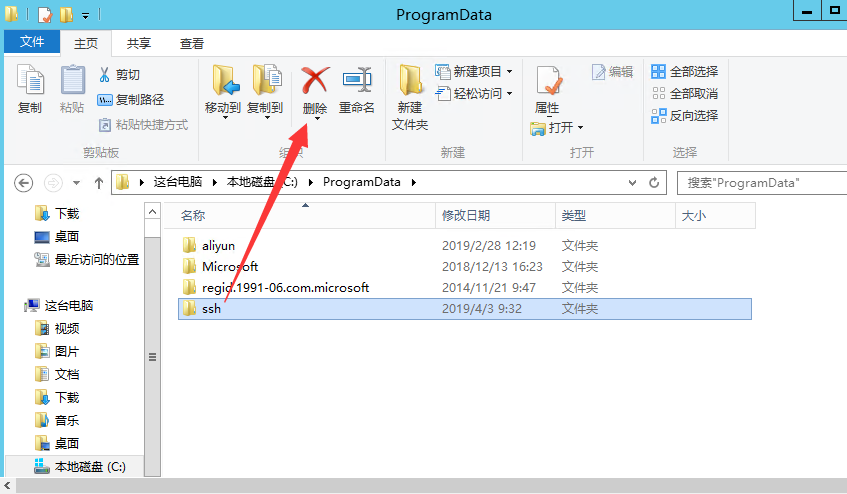 ProgramData
文件 主页 共享 查看
复制
粘贴
剪切
复制路径
粘贴快捷方式
剪贴板
移动到
复制到
删除
重命名
组织
新建
文件夹
新建项目
轻松访问
新建
属性
打开
编辑
打开
全部选择
全部取消
反向选择
选择
这台电脑 本地磁盘 (C:) ProgramData
搜索"ProgramData"
下载
桌面
最近访问的位置
这台电脑
视频
图片
文档
下载
音乐
桌面
本地磁盘 (C:)
名称 修改日期 类型 大小
aliyun 2019/2/28 12:19 文件夹
Microsoft 2018/12/13 16:23 文件夹
regid.1991-06.com.microsoft 2014/11/21 9:47 文件夹
ssh 2019/4/3 9:32 文件夹